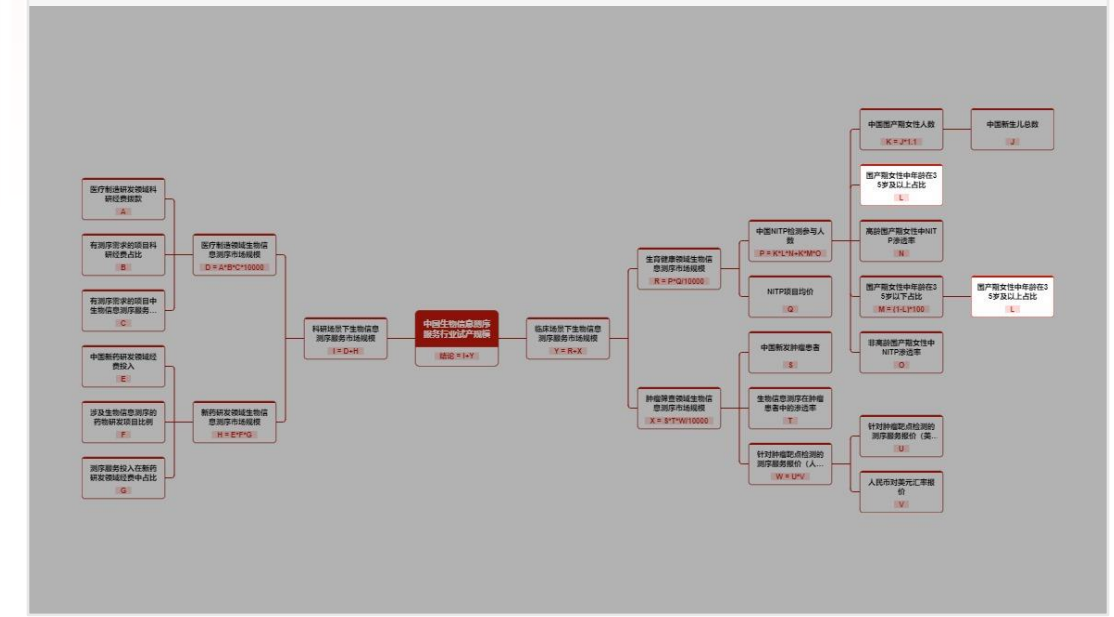 中国围产期女性人数
K = J*1.1
中国新生儿总数
J
围产期女性中年龄在3
5岁及以上占比
L
高龄围产期女性中NIT
P渗透率
N
围产期女性中年龄在3
5岁以下占比
M = (1-L)*100
围产期女性中年龄在3
5岁及以上占比
L
非高龄围产期女性中
NITP渗透率
O
中国NITP检测参与人
数
P = K*L*N+K*M*O
NITP项目均价
Q
生育健康领域生物信
息测序市场规模
R = P*Q/10000
医疗制造研发领域科
研经费拨款
A
有测序需求的项目科
研经费占比
B
有测序需求的项目中
生物信息测序服务...
C
医疗制造领域生物信
息测序市场规模
D = A*B*C*10000
科研场景下生物信息
测序服务市场规模
I = D+H
中国生物信息测序
服务行业试产规模
结论 = I+Y
临床场景下生物信息
测序服务市场规模
Y = R+X
中国新药研发领域经
费投入
E
涉及生物信息测序的
药物研发项目比例
F
测序服务投入在新药
研发领域经费中占比
G
新药研发领域生物信
息测序市场规模
H = E*F*G
肿瘤筛查领域生物信
息测序市场规模
X = S*T*W/10000
中国新发肿瘤患者
S
生物信息测序在肿瘤
患者中的渗透率
T
针对肿瘤靶点检测的
测序服务报价（人...
W = U*V
针对肿瘤靶点检测的
测序服务报价（美...
U
人民币对美元汇率报
价
V